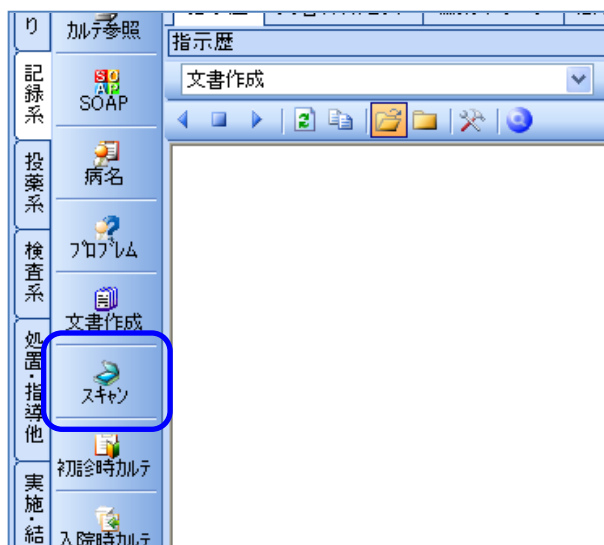 り
記録系
投薬系
検査系
処置・指導他
実施・結
ｶﾙﾃ参照
SOAP
病名
ﾌﾟﾛﾌﾞﾚﾑ
文書作成
ｽｷｬﾝ
初診時ｶﾙﾃ
入院時ｶﾙﾃ
指示歴
文書作成